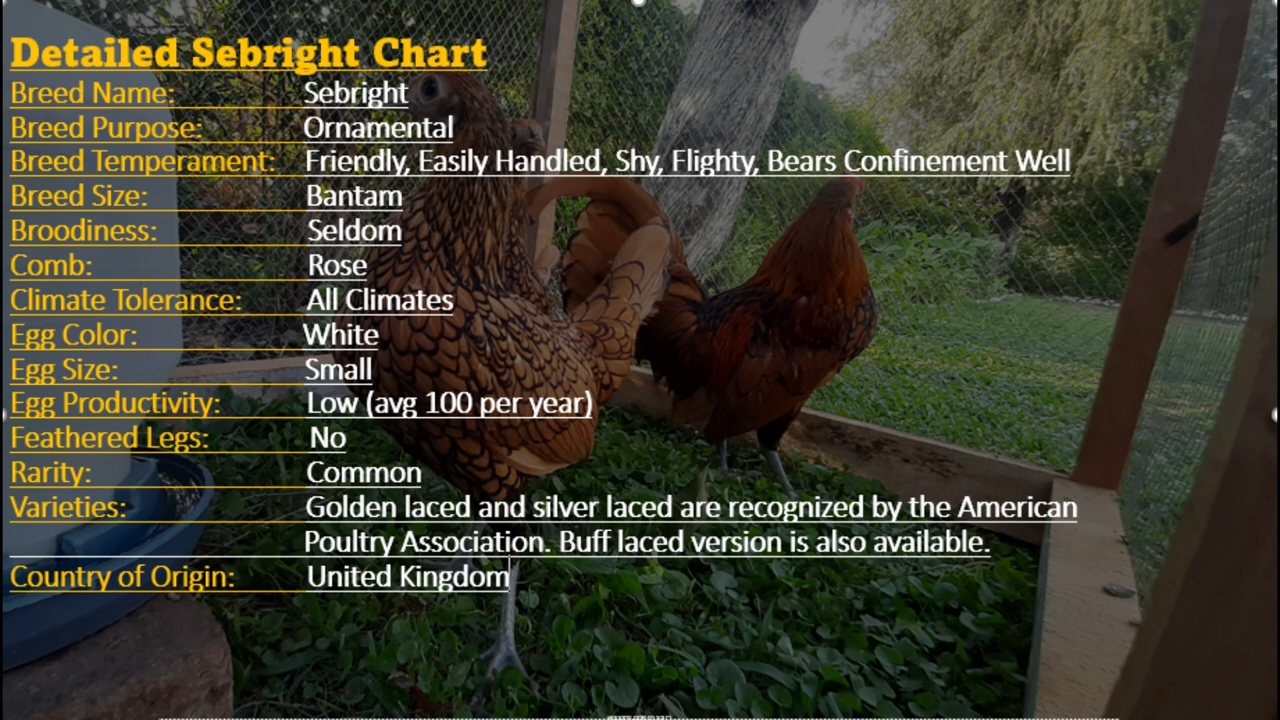 Detailed Sebright Chart
Breed Name: Sebright
Breed Purpose: Ornamental
Breed Temperament: Friendly, Easily Handled, Shy, Flighty, Bears Confinement Well
Breed Size: Bantam
Broodiness: Seldom
Comb: Rose
Climate Tolerance: All Climates
Egg Color: White
Egg Size: Small
Egg Productivity: Low (avg 100 per year)
Feathered Legs: No
Rarity: Common
Varieties: Golden laced and silver laced are recognized by the American
Poultry Association. Buff laced version is also available.
Country of Origin: United Kingdom